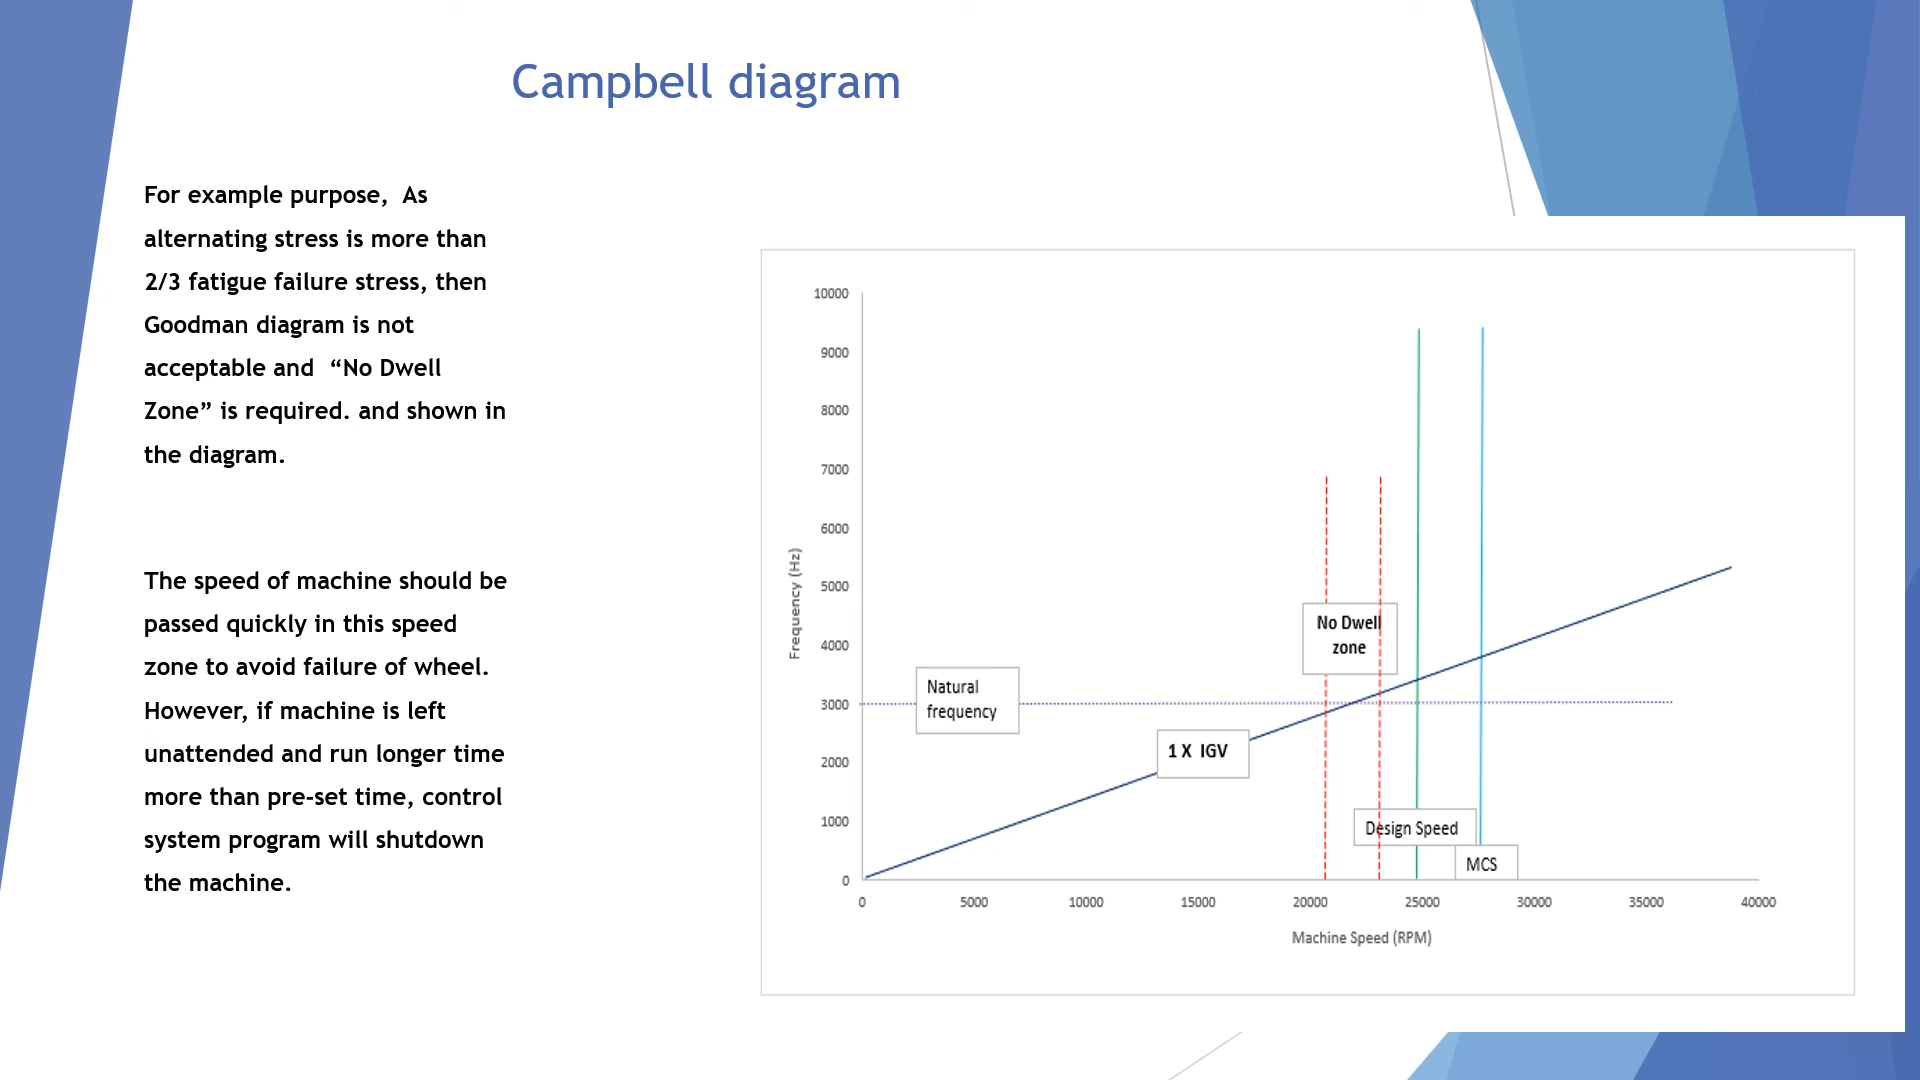 Campbell diagram
For example purpose,  As
alternating stress is more than
2/3 fatigue failure stress, then
Goodman diagram is not
acceptable and  “No Dwell
Zone” is required. and shown in
the diagram.
The speed of machine should be
passed quickly in this speed
zone to avoid failure of wheel.
However, if machine is left
unattended and run longer time
more than pre-set time, control
system program will shutdown
the machine.
10000
9000
8000
7000
6000
5000
4000
3000
2000
1000
0
Frequency (Hz)
No Dwell
zone
Natural
frequency
1 X  IGV
Design Speed
MCS
0 5000 10000 15000 20000 25000 30000 35000 40000
Machine Speed (RPM)